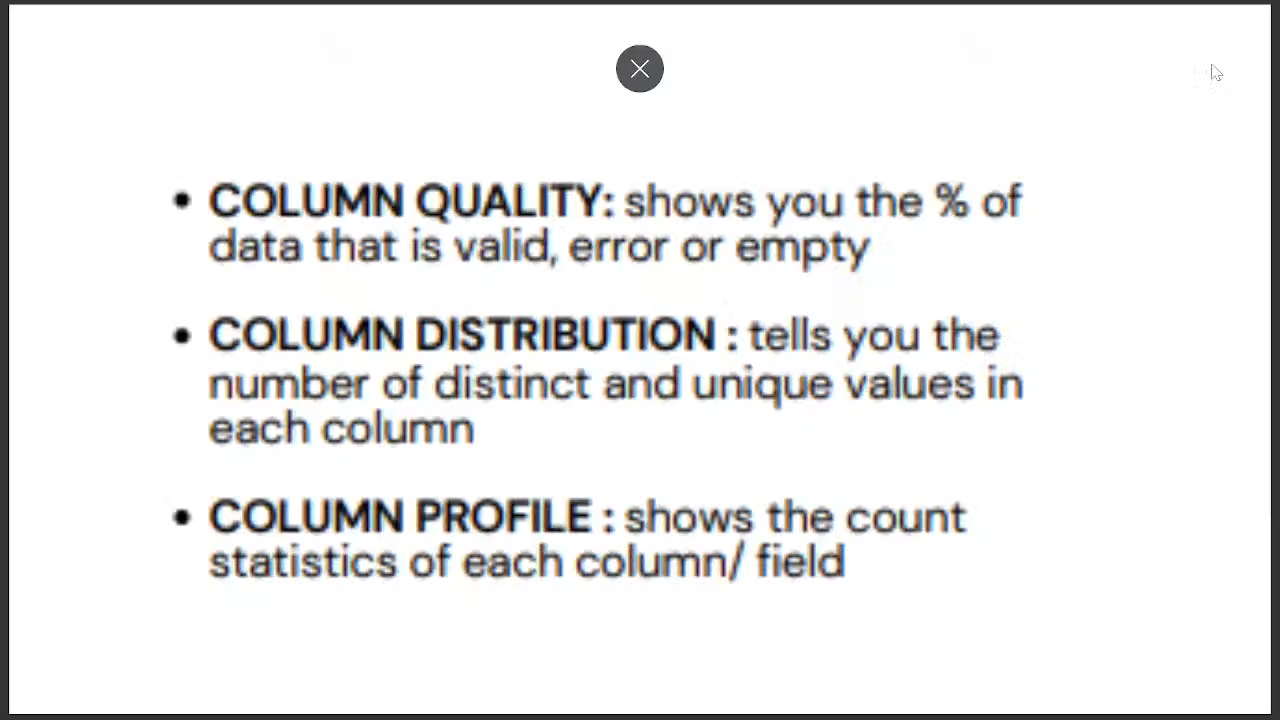 • COLUMN QUALITY: shows you the % of
data that is valid, error or empty
• COLUMN DISTRIBUTION : tells you the
number of distinct and unique values in
each column
• COLUMN PROFILE : shows the count
statistics of each column/ field